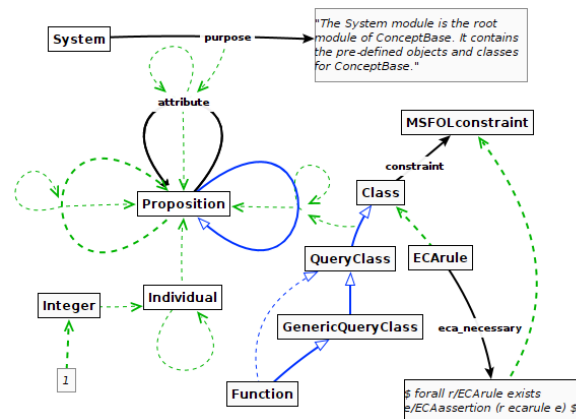 System
purpose
"The System module is the root
module of ConceptBase. It contains
the pre-defined objects and classes
for ConceptBase."
attribute
MSFOLconstraint
constraint
Class
Proposition
QueryClass
ECArule
Integer
Individual
GenericQueryClass
eca_necessary
1
Function
$ forall r/ECArule exists
e/ECAassertion (r ecarule e) $